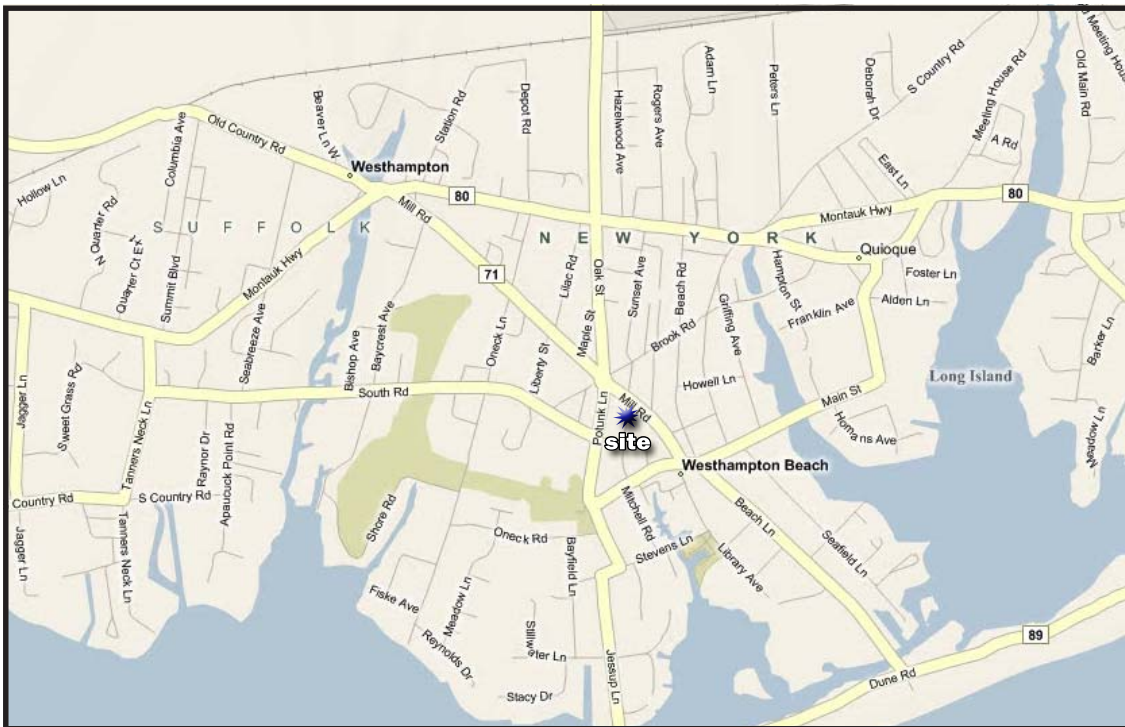 Old Meeting
Meeting House
S Country Rd
Meeting House Rd
Old Main Rd
Adam Ln
Peters Ln
Deborah Dr
Hazelwood Ave
Rogers Ave
Depot Rd
Station Rd
Beaver Ln W
Columbia Ave
Old Country Rd
A Rd
East Ln
Westhampton
Hollow Ln
80
80
Mill Rd
Montauk Hwy
N Quarter Rd
SUFFOLK
NEW YORK
Quioque
Quarter Ct Ext
Summit Blvd
Montauk Hwy
71
Lilac Rd
Oak St
Sunset Ave
Beach Rd
Hampton St
Foster Ln
Alden Ln
Franklin Ave
Griffing Ave
Seabreeze Ave
Bishop Ave
Baycrest Ave
Oneck Ln
Maple St
Brook Rd
Barker Ln
Liberty St
Howell Ln
Long Island
Jagger Ln
Sweet Grass Rd
South Rd
Main St
Tanners Neck Ln
Potunk Ln
Mill Rd
site
Homans Ave
Meadow Ln
Raynor Dr
Apaucuck Point Rd
Westhampton Beach
Country Rd
S Country Rd
Mitchell Rd
Beach Ln
Shore Rd
Oneck Rd
Jagger Ln
Tanners Neck Ln
Bayfield Ln
Stevens Ln
Library Ave
Seafield Ln
Fiske Ave
Meadow Ln
Reynolds Dr
Stillwater Ln
89
Jessup Ln
Dune Rd
Stacy Dr